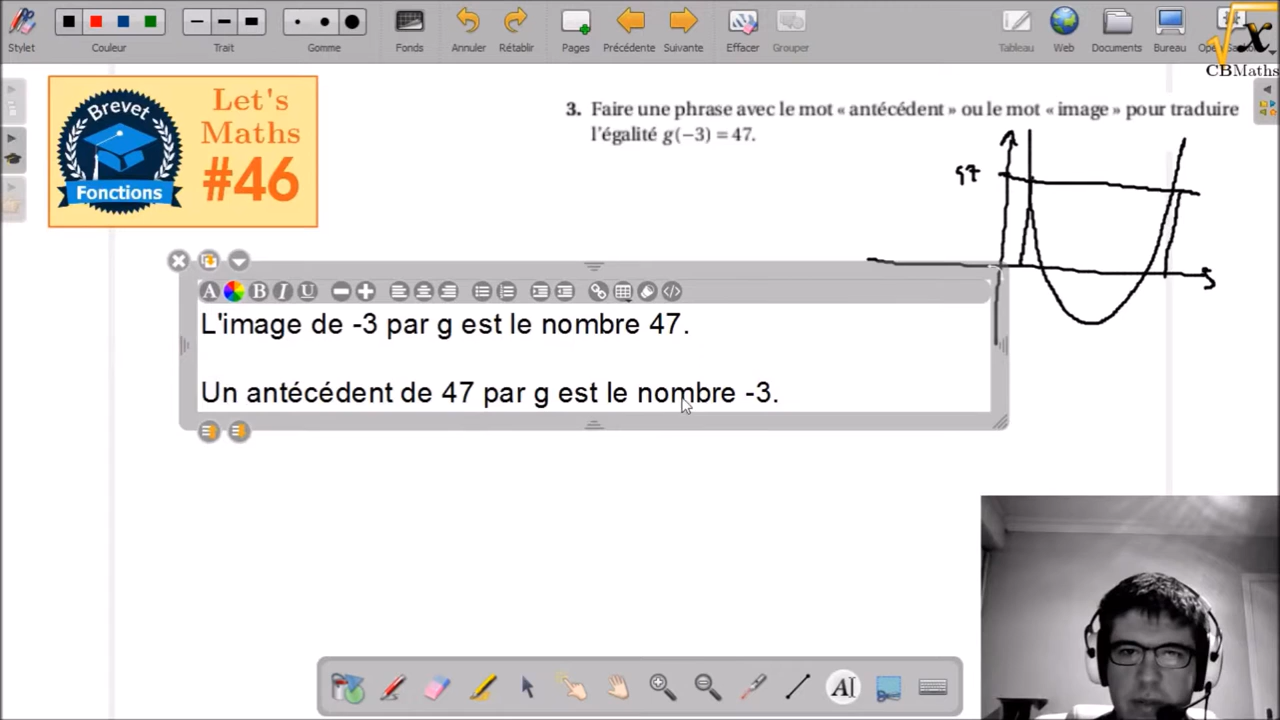 Stylet
Couleur
Trait
Gomme
Fonds
Annuler
Rétablir
Pages
Précédente
Suivante
Effacer
Grouper
Tableau
Web
Documents
Bureau
x
CBMaths
Brevet
Fonctions
Let's
Maths
#46
3. Faire une phrase avec le mot « antécédent » ou le mot « image » pour traduire
l'égalité g(−3) = 47.
47
A B I U
L'image de -3 par g est le nombre 47.
Un antécédent de 47 par g est le nombre -3.
AI